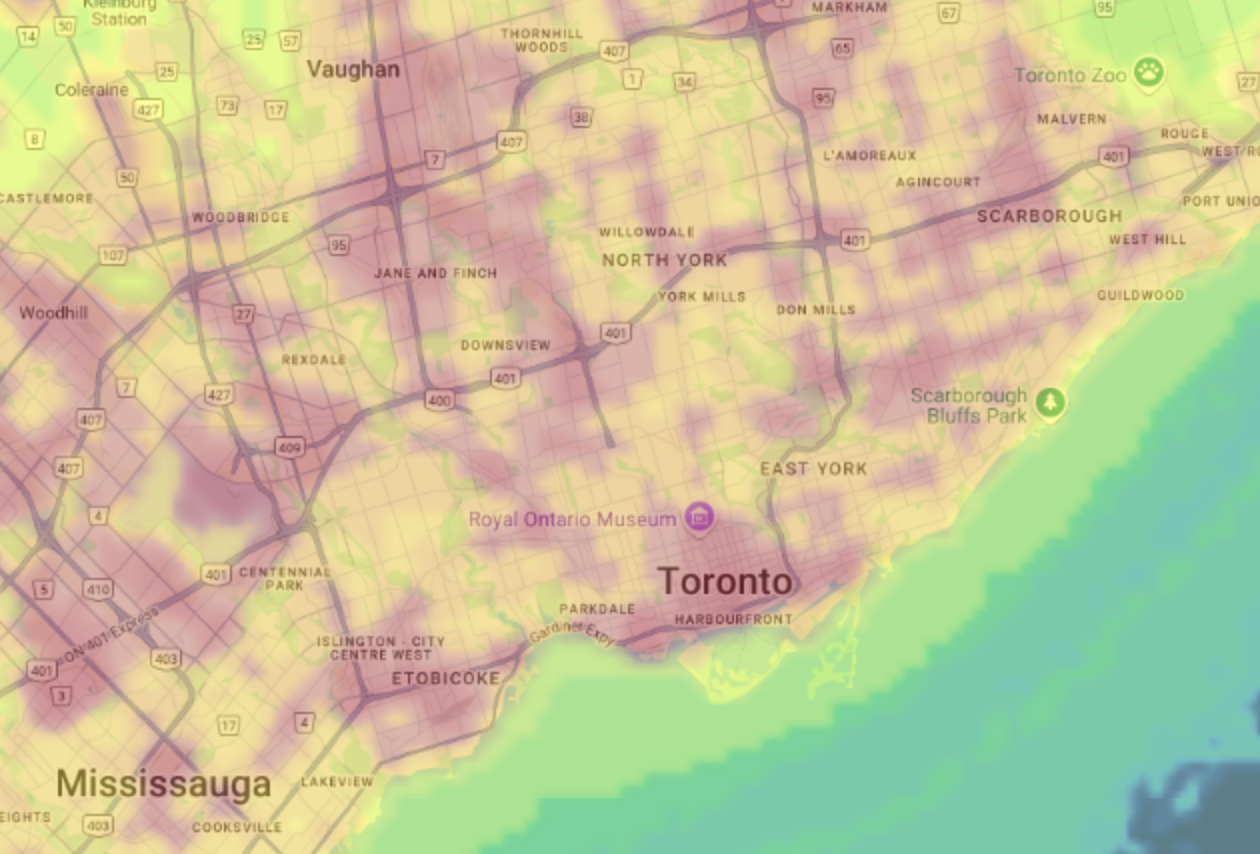 Kleinburg
Station
MARKHAM
67
95
14
50
25
57
THORNHILL
WOODS
407
65
Vaughan
25
1
34
Toronto Zoo
27
Coleraine
427
73
17
38
95
MALVERN
8
407
7
ROUGE
L'AMOREAUX
401
50
AGINCOURT
CASTLEMORE
PORT UNIO
WOODBRIDGE
SCARBOROUGH
WILLOWDALE
401
WEST HILL
95
107
NORTH YORK
JANE AND FINCH
YORK MILLS
GUILDWOOD
Woodhill
27
DON MILLS
401
DOWNSVIEW
REXDALE
401
7
427
400
Scarborough
Bluffs Park
407
409
407
EAST YORK
4
Royal Ontario Museum
401
CENTENNIAL
PARK
5
410
Toronto
PARKDALE
HARBOURFRONT
ON-401 Express
Gardiner Expy
ISLINGTON - CITY
CENTRE WEST
403
401
ETOBICOKE
3
17
4
Mississauga
LAKEVIEW
EIGHTS
403
COOKSVILLE